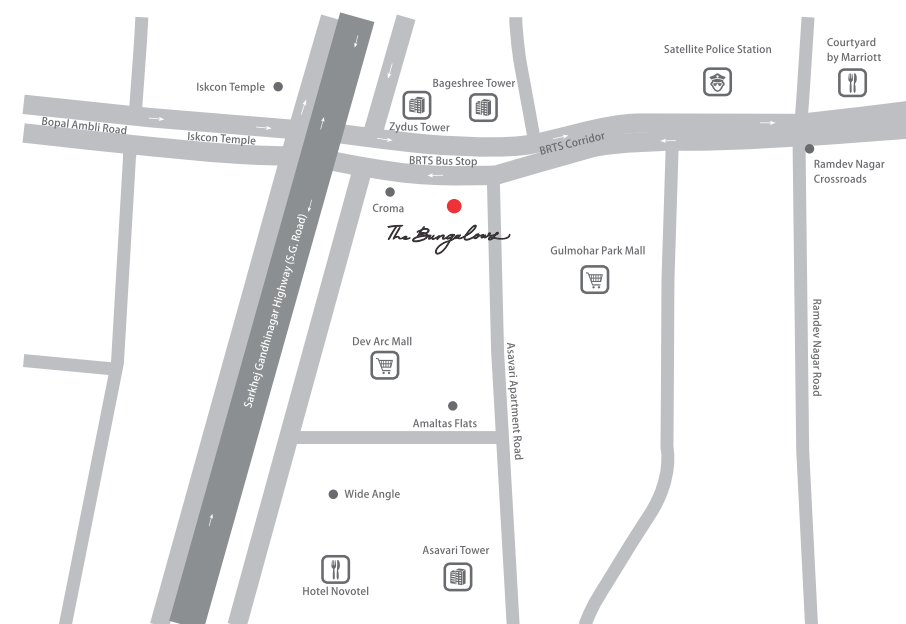 Satellite Police Station
Courtyard
by Marriott
Iskcon Temple
Bageshree Tower
Zydus Tower
Bopal Ambli Road
Iskcon Temple
BRTS Corridor
BRTS Bus Stop
Ramdev Nagar
Crossroads
Croma
The Bungalows
Gulmohar Park Mall
Sarkhej Gandhinagar Highway (S.G. Road)
Ramdev Nagar Road
Dev Arc Mall
Asavari Apartment Road
Amaltas Flats
Wide Angle
Asavari Tower
Hotel Novotel